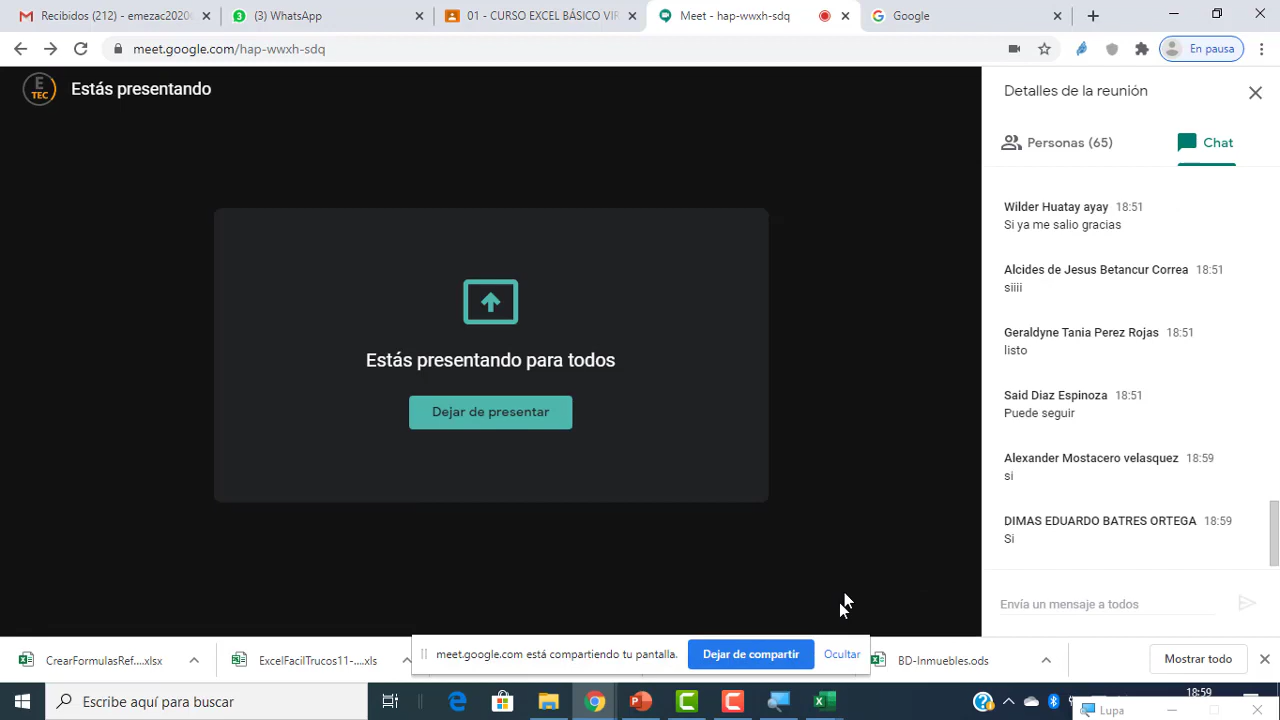 Recibidos (212) - emezac202
(3) WhatsApp
01 - CURSO EXCEL BÁSICO VIR
Meet - hap-wwxh-sdq
Google
meet.google.com/hap-wwxh-sdq
En pausa
E
TEC
Estás presentando
Detalles de la reunión
Personas (65)
Chat
Wilder Huatay ayay 18:51
Si ya me salio gracias
Alcides de Jesus Betancur Correa 18:51
siiii
Geraldyne Tania Perez Rojas 18:51
listo
Said Diaz Espinoza 18:51
Puede seguir
Alexander Mostacero velasquez 18:59
si
DIMAS EDUARDO BATRES ORTEGA 18:59
Si
Estás presentando para todos
Dejar de presentar
Envía un mensaje a todos
CrearFormulasRef....xlsx
ExcelFacilTrucos11-....xls
meet.google.com está compartiendo tu pantalla.
Dejar de compartir
Ocultar
BD-Inmuebles.ods
Mostrar todo
Escribe aquí para buscar
18:59
Lupa